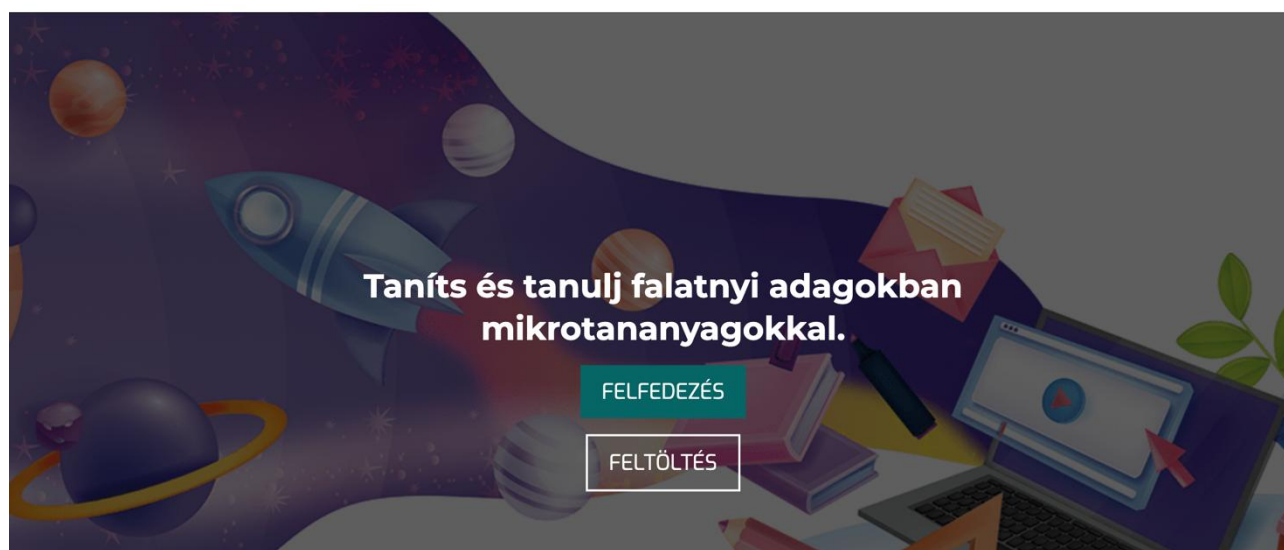 Taníts és tanulj falatnyi adagokban
mikrotananyagokkal.
FELFEDEZÉS
FELTÖLTÉS